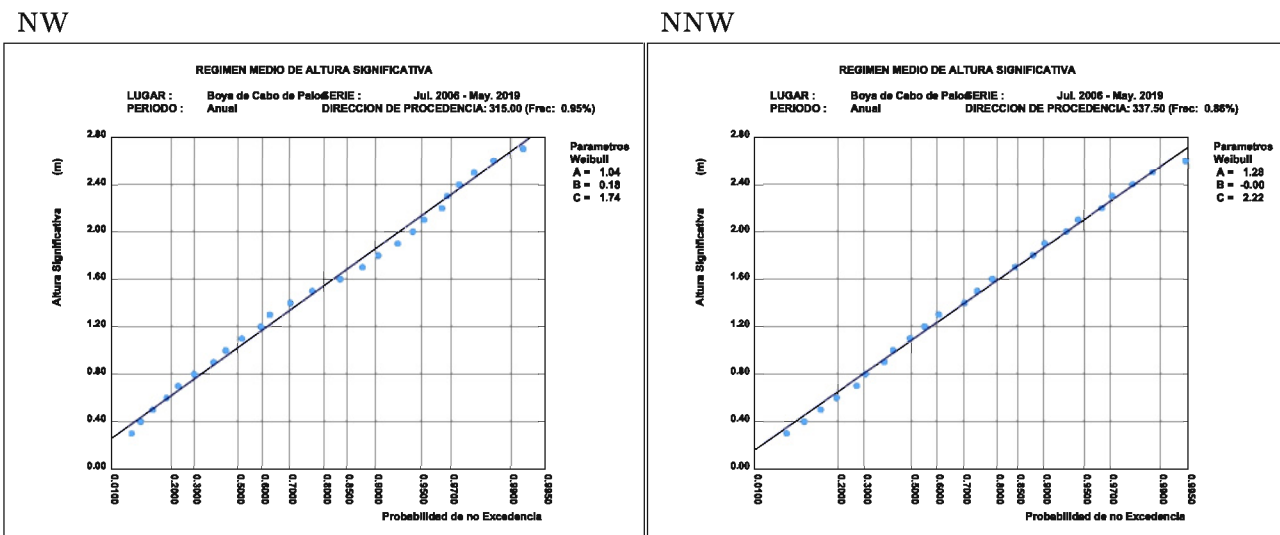 NW
REGIMEN MEDIO DE ALTURA SIGNIFICATIVA
LUGAR : Boya de Cabo de Palos SERIE : Jul. 2006 - May. 2019
PERIODO : Anual DIRECCION DE PROCEDENCIA: 315.00 (Frec: 0.95%)
Altura Significativa (m)
2.80
2.40
2.00
1.60
1.20
0.80
0.40
0.00
Parametros
Weibull
A = 1.04
B = 0.18
C = 1.74
0.0100 0.2000 0.3000 0.5000 0.6000 0.7000 0.8000 0.8500 0.9000 0.9500 0.9700 0.9900 0.9950
Probabilidad de no Excedencia
NNW
REGIMEN MEDIO DE ALTURA SIGNIFICATIVA
LUGAR : Boya de Cabo de Palos SERIE : Jul. 2006 - May. 2019
PERIODO : Anual DIRECCION DE PROCEDENCIA: 337.50 (Frec: 0.86%)
Altura Significativa (m)
2.80
2.40
2.00
1.60
1.20
0.80
0.40
0.00
Parametros
Weibull
A = 1.28
B = -0.00
C = 2.22
0.0100 0.2000 0.3000 0.5000 0.6000 0.7000 0.8000 0.8500 0.9000 0.9500 0.9700 0.9900 0.9950
Probabilidad de no Excedencia